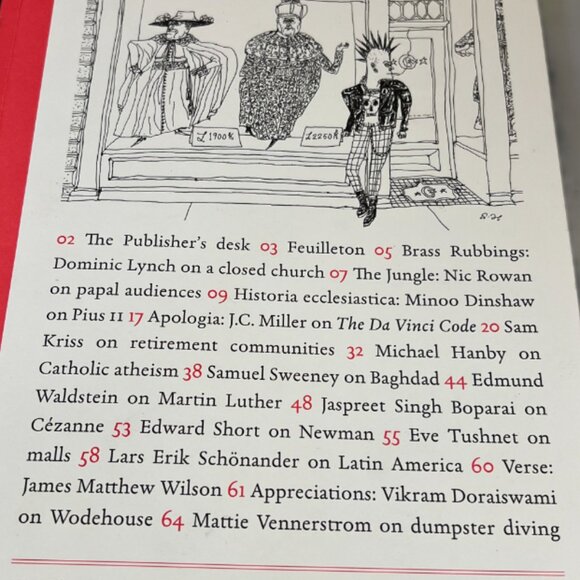 £1900% 
£2250
02 The Publisher's desk 03 Feuilleton 05 Brass Rubbings:
Dominic Lynch on a closed church 07 The Jungle: Nic Rowan
on papal audiences 09 Historia ecclesiastica: Minoo Dinshaw
on Pius II 17 Apologia: J.C. Miller on The Da Vinci Code 20 Sam
Kriss on retirement communities 32 Michael Hanby on
Catholic atheism 38 Samuel Sweeney on Baghdad 44 Edmund
Waldstein on Martin Luther 48 Jaspreet Singh Boparai on
Cézanne 53 Edward Short on Newman 55 Eve Tushnet on
malls 58 Lars Erik Schönander on Latin America 60 Verse:
James Matthew Wilson 61 Appreciations: Vikram Doraiswami
on Wodehouse 64 Mattie Vennerstrom on dumpster diving